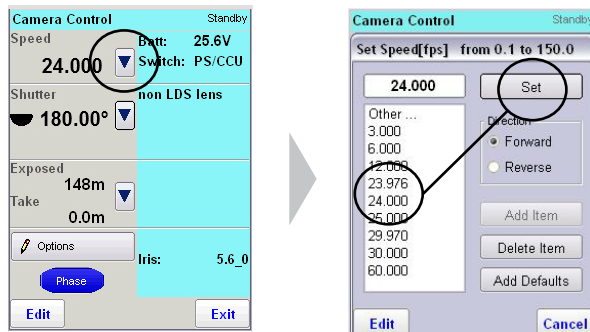 Camera Control Standby
Speed
24.000
Batt: 25.6V
Switch: PS/CCU
Shutter
180.00°
non LDS lens
Exposed
148m
Take
0.0m
Options
Phase
Iris: 5.6_0
Edit Exit
Camera Control Standby
Set Speed[fps] from 0.1 to 150.0
24.000 Set
Other ...
3.000
6.000
12.000
23.976
24.000
25.000
29.970
30.000
60.000
Direction
Forward
Reverse
Add Item
Delete Item
Add Defaults
Edit Cancel